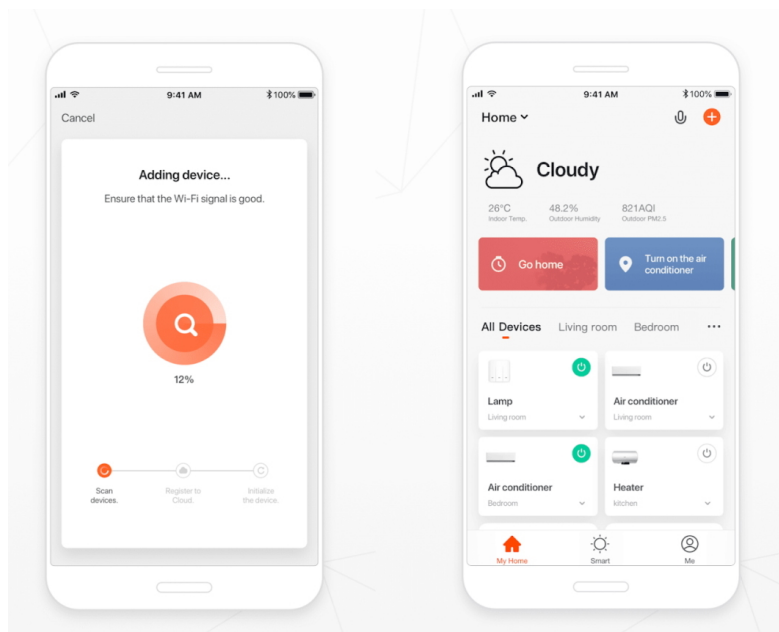 9:41 AM
100%
Cancel
Adding device...
Ensure that the Wi-Fi signal is good.
12%
Scan
devices.
Register to
Cloud.
Initialize
the device.
9:41 AM
100%
Home
Cloudy
26°C
48.2%
821AQI
Indoor Temp.
Outdoor Humidity
Outdoor PM2.5
Go home
Turn on the air
conditioner
All Devices
Living room
Bedroom
Lamp
Living room
Air conditioner
Living room
Air conditioner
Bedroom
Heater
kitchen
My Home
Smart
Me